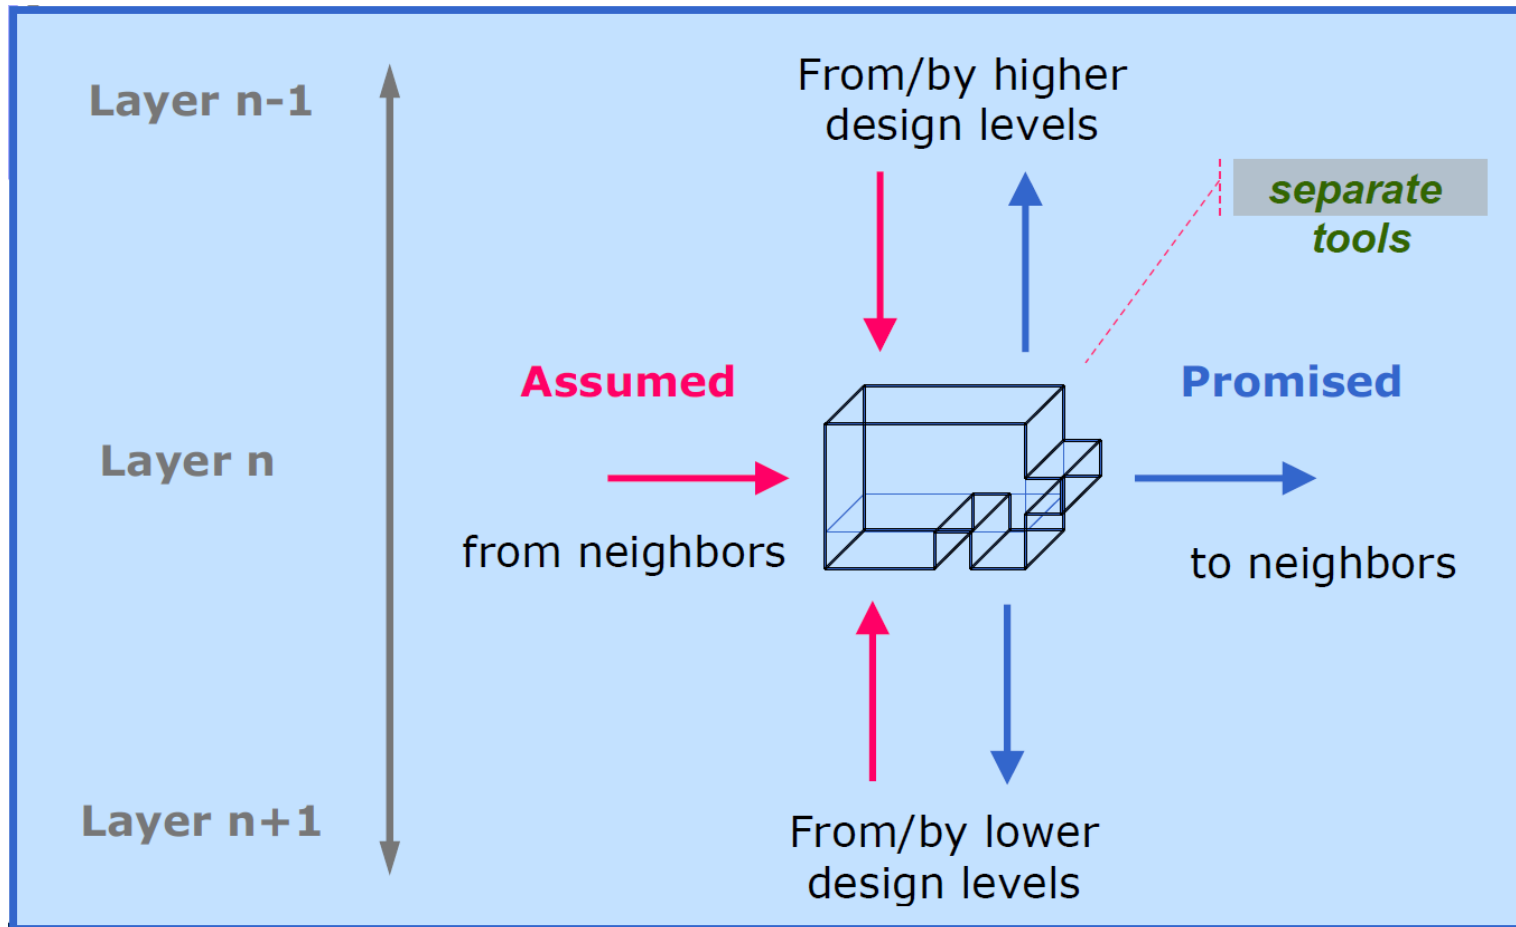 Layer n-1
From/by higher
design levels
separate
tools
Assumed
Promised
Layer n
from neighbors
to neighbors
Layer n+1
From/by lower
design levels